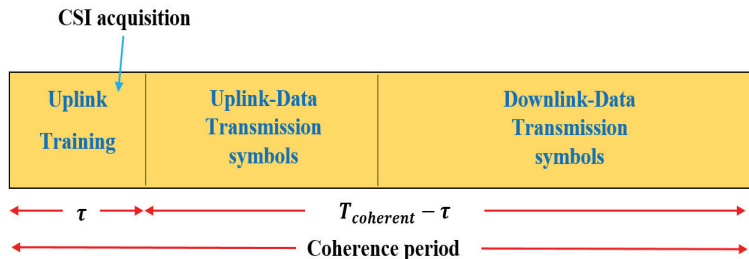 CSI acquisition
Uplink
Training
Uplink-Data
Transmission
symbols
Downlink-Data
Transmission
symbols
τ
T_coherent − τ
Coherence period